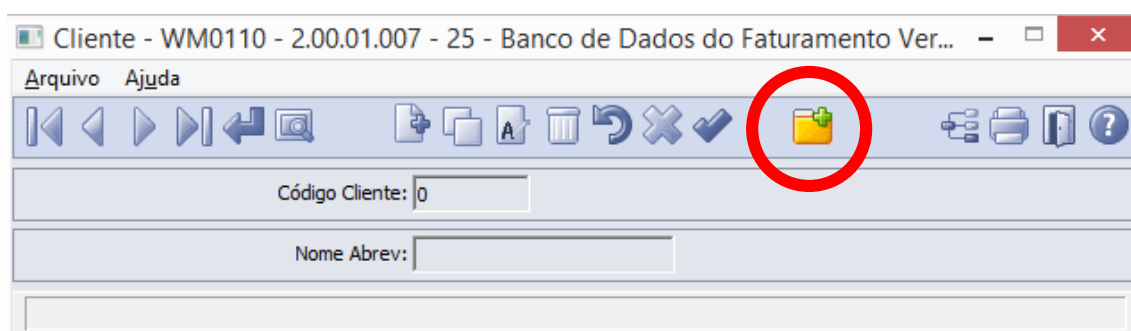 Cliente - WM0110 - 2.00.01.007 - 25 - Banco de Dados do Faturamento Ver...
Arquivo Ajuda
A
?
Código Cliente: 0
Nome Abrev: